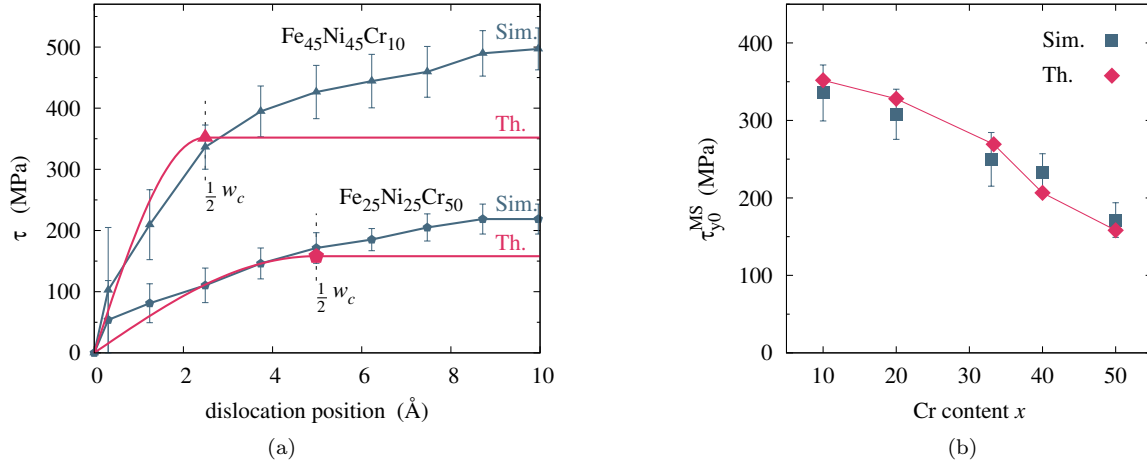 500
400
300
200
100
0
τ (MPa)
Fe45Ni45Cr10
Sim.
Th.
½ wc
Fe25Ni25Cr50
Sim.
Th.
½ wc
0 2 4 6 8 10
dislocation position (Å)
(a)
400
300
200
100
0
τ^MS_y0 (MPa)
Sim.
Th.
10 20 30 40 50
Cr content x
(b)